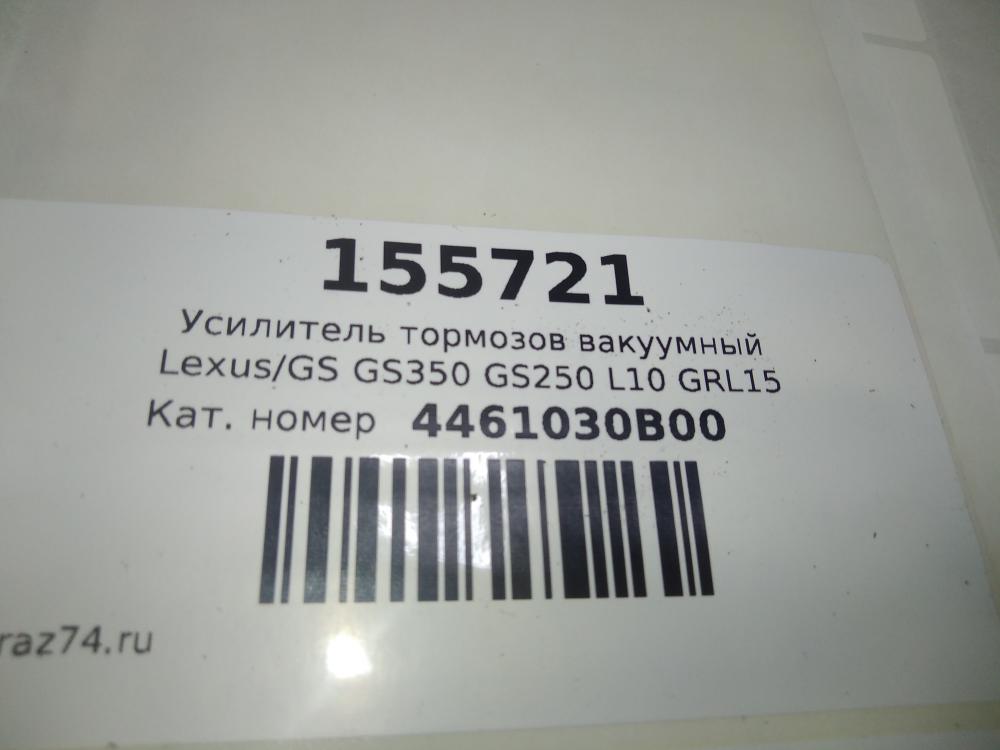 155721
Усилитель тормозов вакуумный
Lexus/GS GS350 GS250 L10 GRL15
Кат. номер 4461030B00
raz74.ru